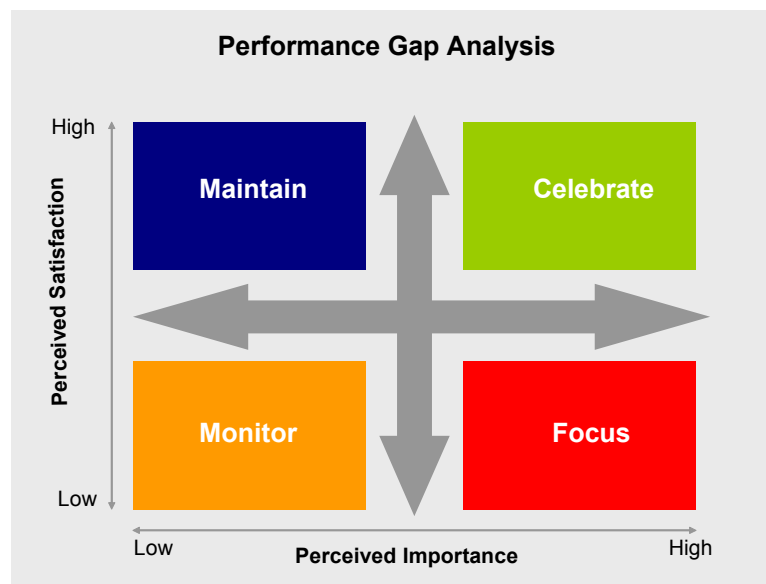 Performance Gap Analysis
High
Maintain
Celebrate
Perceived Satisfaction
Monitor
Focus
Low
Low
Perceived Importance
High